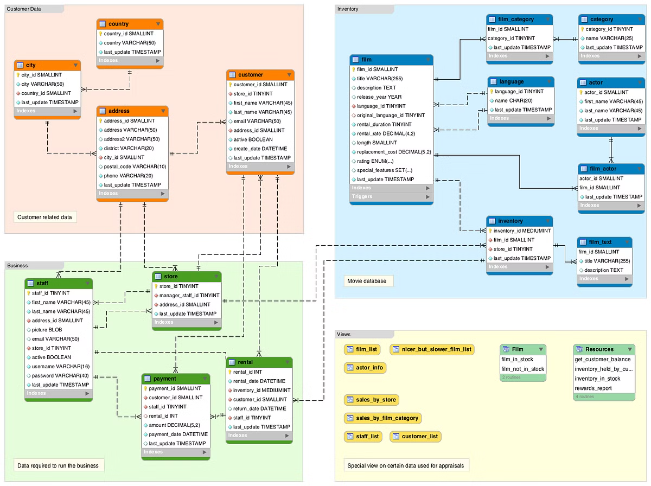 Customer Data
country
country_id SMALLINT
country VARCHAR(50)
last_update TIMESTAMP
Indexes
city
city_id SMALLINT
city VARCHAR(50)
country_id SMALLINT
last_update TIMESTAMP
Indexes
address
address_id SMALLINT
address VARCHAR(50)
address2 VARCHAR(50)
district VARCHAR(20)
city_id SMALLINT
postal_code VARCHAR(10)
phone VARCHAR(20)
last_update TIMESTAMP
Indexes
customer
customer_id SMALLINT
store_id TINYINT
first_name VARCHAR(45)
last_name VARCHAR(45)
email VARCHAR(50)
address_id SMALLINT
active BOOLEAN
create_date DATETIME
last_update TIMESTAMP
Indexes
Customer related data
Inventory
film
film_id SMALLINT
title VARCHAR(255)
description TEXT
release_year YEAR
language_id TINYINT
original_language_id TINYINT
rental_duration TINYINT
rental_rate DECIMAL(4,2)
length SMALLINT
replacement_cost DECIMAL(5,2)
rating ENUM(...)
special_features SET(...)
last_update TIMESTAMP
Indexes
Triggers
film_category
film_id SMALLINT
category_id TINYINT
last_update TIMESTAMP
Indexes
category
category_id TINYINT
name VARCHAR(25)
last_update TIMESTAMP
Indexes
language
language_id TINYINT
name CHAR(20)
last_update TIMESTAMP
Indexes
actor
actor_id SMALLINT
first_name VARCHAR(45)
last_name VARCHAR(45)
last_update TIMESTAMP
Indexes
film_actor
actor_id SMALLINT
film_id SMALLINT
last_update TIMESTAMP
Indexes
inventory
inventory_id MEDIUMINT
film_id SMALLINT
store_id TINYINT
last_update TIMESTAMP
Indexes
film_text
film_id SMALLINT
title VARCHAR(255)
description TEXT
Movie database
Business
staff
staff_id TINYINT
first_name VARCHAR(45)
last_name VARCHAR(45)
address_id SMALLINT
picture BLOB
email VARCHAR(50)
store_id TINYINT
active BOOLEAN
username VARCHAR(16)
password VARCHAR(40)
last_update TIMESTAMP
Indexes
store
store_id TINYINT
manager_staff_id TINYINT
address_id SMALLINT
last_update TIMESTAMP
Indexes
payment
payment_id SMALLINT
customer_id SMALLINT
staff_id TINYINT
rental_id INT
amount DECIMAL(5,2)
payment_date DATETIME
last_update TIMESTAMP
Indexes
rental
rental_id INT
rental_date DATETIME
inventory_id MEDIUMINT
customer_id SMALLINT
return_date DATETIME
staff_id TINYINT
last_update TIMESTAMP
Indexes
Data required to run the business
Views
film_list
nicer_but_slower_film_list
actor_info
sales_by_store
sales_by_film_category
staff_list
customer_list
Film
film_in_stock
film_not_in_stock
Resources
get_customer_balance
inventory_held_by_cu...
inventory_in_stock
rewards_report
Special view on certain data used for appraisals